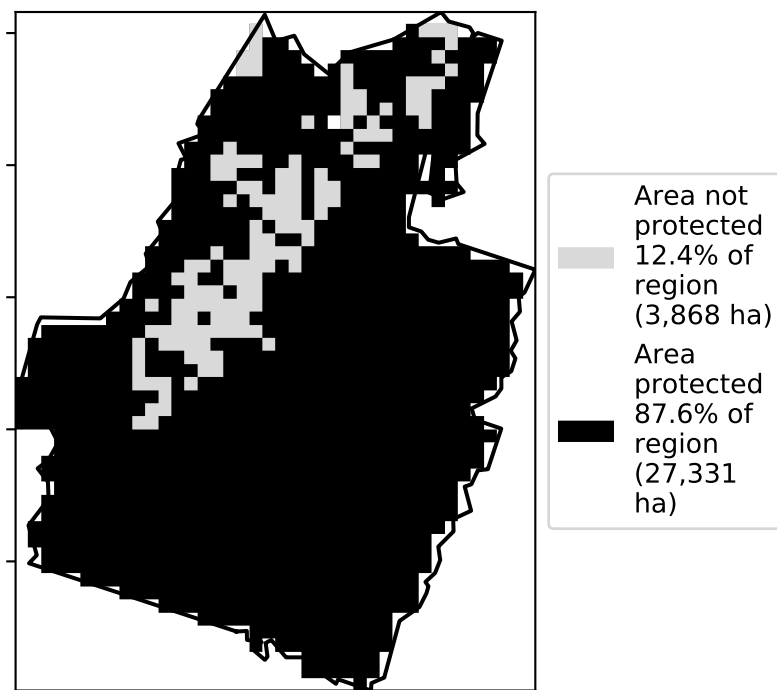 Area not
protected
12.4% of
region
(3,868 ha)
Area
protected
87.6% of
region
(27,331
ha)